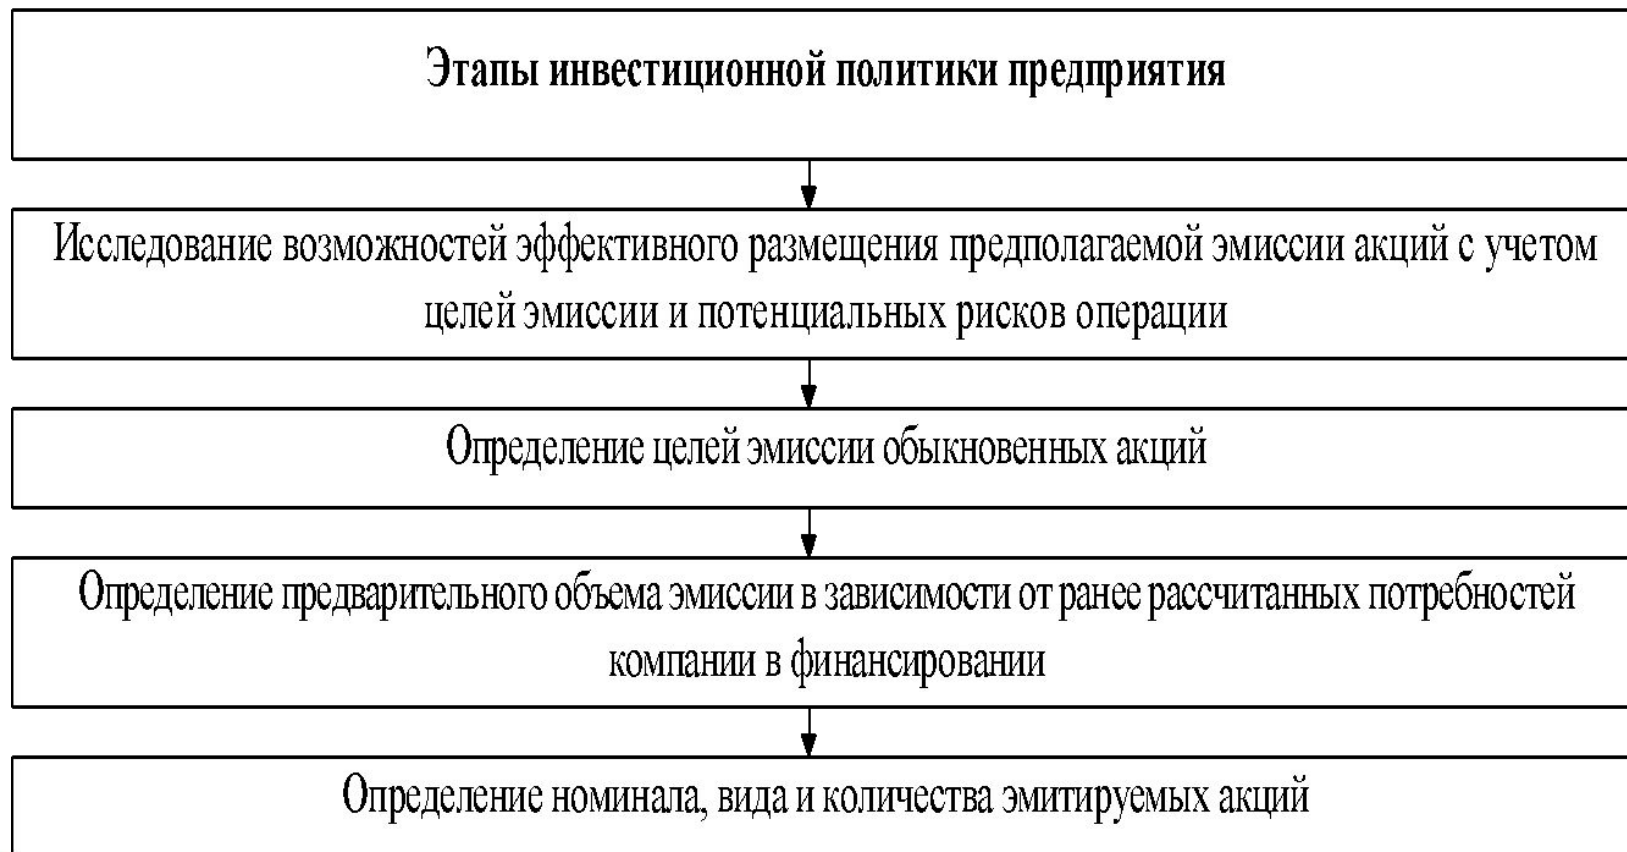 Этапы инвестиционной политики предприятия
Исследование возможностей эффективного размещения предполагаемой эмиссии акций с учетом
целей эмиссии и потенциальных рисков операции
Определение целей эмиссии обыкновенных акций
Определение предварительного объема эмиссии в зависимости от ранее рассчитанных потребностей
компании в финансировании
Определение номинала, вида и количества эмитируемых акций